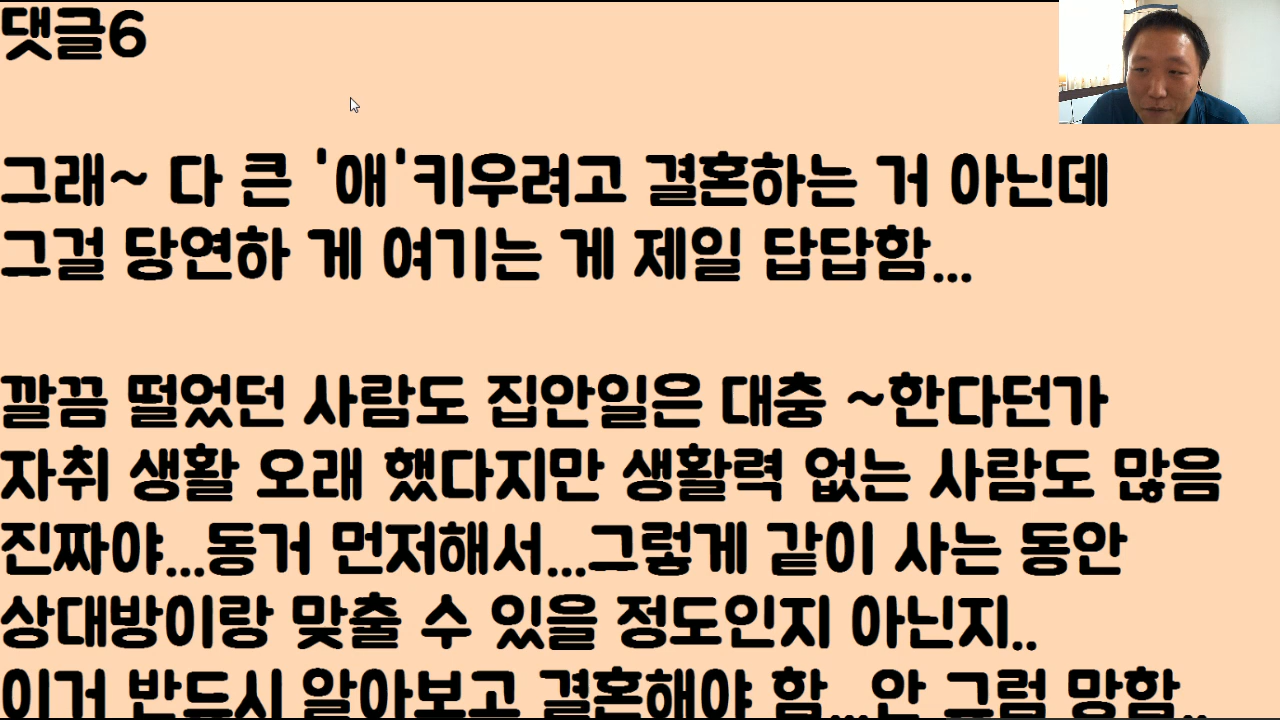 댓글6
그래~ 다 큰 '애'키우려고 결혼하는 거 아닌데
그걸 당연하 게 여기는 게 제일 답답함...
깔끔 떨었던 사람도 집안일은 대충 ~한다던가
자취 생활 오래 했다지만 생활력 없는 사람도 많음
진짜야...동거 먼저해서...그렇게 같이 사는 동안
상대방이랑 맞출 수 있을 정도인지 아닌지..
이거 반듀시 알아보고 결혼해야 함...안 그럼 망함..